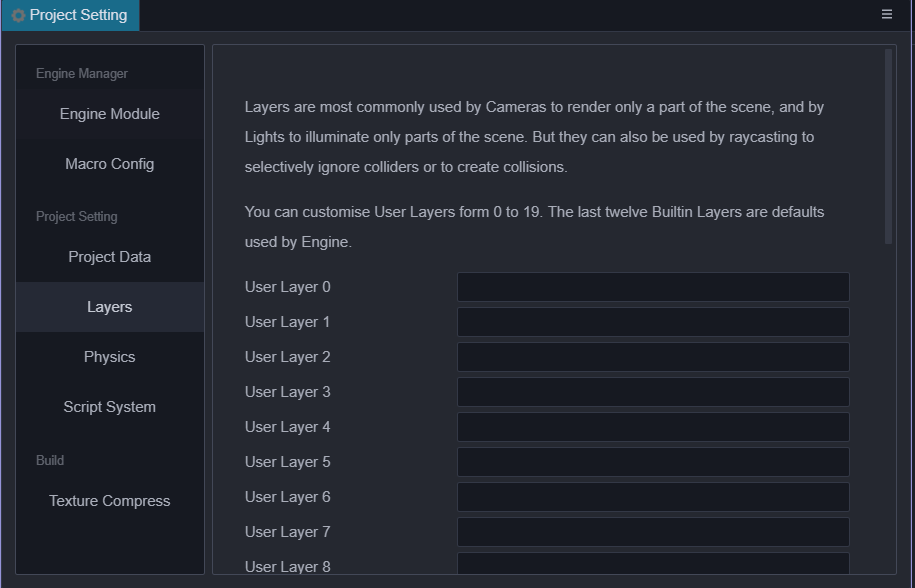 Project Setting
Engine Manager
Engine Module
Macro Config
Project Setting
Project Data
Layers
Physics
Script System
Build
Texture Compress
Layers are most commonly used by Cameras to render only a part of the scene, and by
Lights to illuminate only parts of the scene. But they can also be used by raycasting to
selectively ignore colliders or to create collisions.
You can customise User Layers form 0 to 19. The last twelve Builtin Layers are defaults
used by Engine.
User Layer 0
User Layer 1
User Layer 2
User Layer 3
User Layer 4
User Layer 5
User Layer 6
User Layer 7
User Layer 8